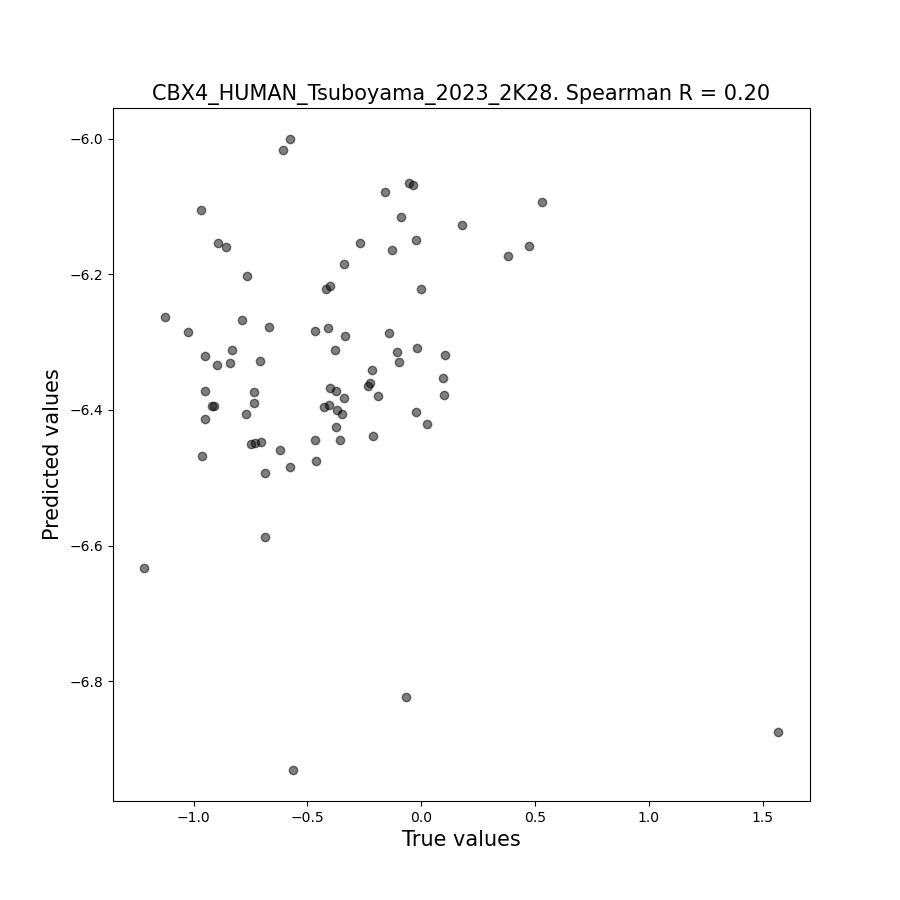 CBX4_HUMAN_Tsuboyama_2023_2K28. Spearman R = 0.20
Predicted values
−6.0
−6.2
−6.4
−6.6
−6.8
−1.0 −0.5 0.0 0.5 1.0 1.5
True values